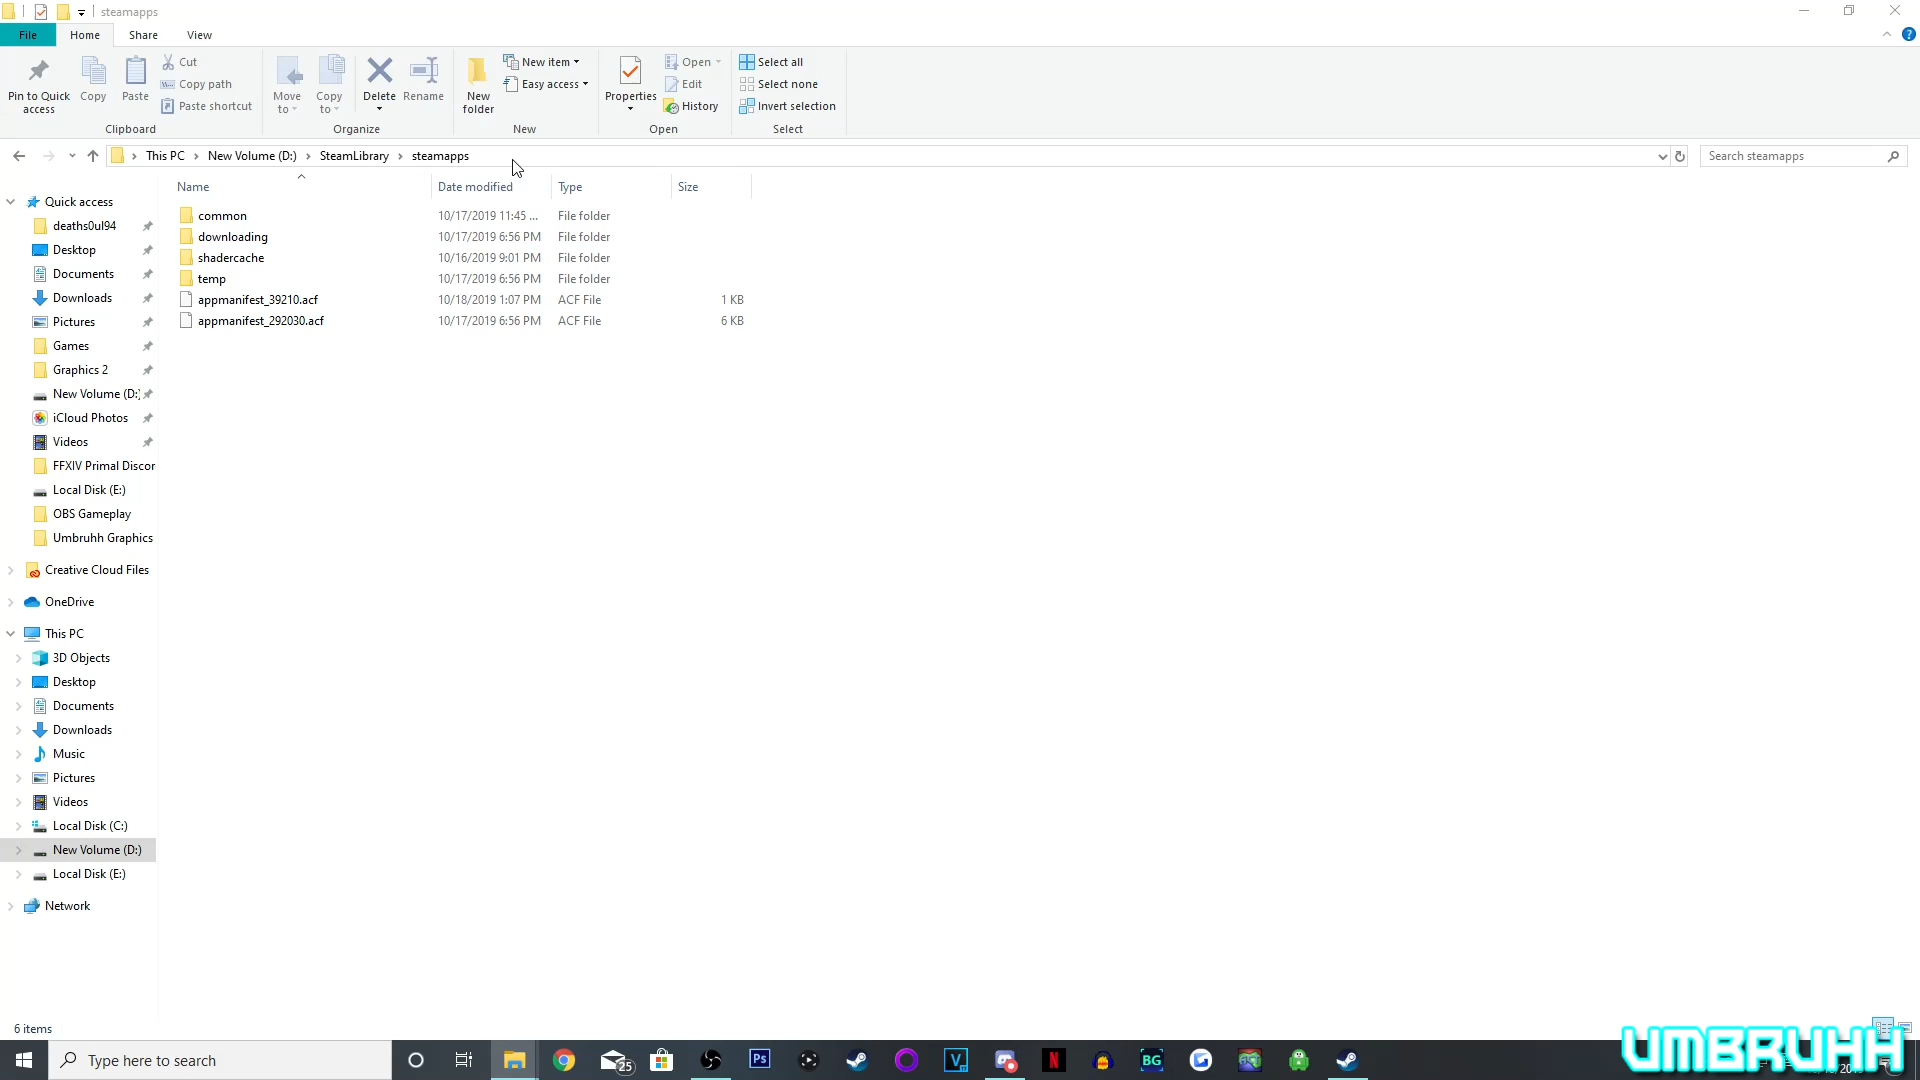 steamapps
File Home Share View
Pin to Quick access
Copy
Paste
Cut
Copy path
Paste shortcut
Clipboard
Move to
Copy to
Delete
Rename
Organize
New folder
New item
Easy access
New
Properties
Open
Edit
History
Open
Select all
Select none
Invert selection
Select
This PC > New Volume (D:) > SteamLibrary > steamapps
Search steamapps
Name Date modified Type Size
common 10/17/2019 11:45 ... File folder
downloading 10/17/2019 6:56 PM File folder
shadercache 10/16/2019 9:01 PM File folder
temp 10/17/2019 6:56 PM File folder
appmanifest_39210.acf 10/18/2019 1:07 PM ACF File 1 KB
appmanifest_292030.acf 10/17/2019 6:56 PM ACF File 6 KB
Quick access
deaths0ul94
Desktop
Documents
Downloads
Pictures
Games
Graphics 2
New Volume (D:)
iCloud Photos
Videos
FFXIV Primal Discor
Local Disk (E:)
OBS Gameplay
Umbruhh Graphics
Creative Cloud Files
OneDrive
This PC
3D Objects
Desktop
Documents
Downloads
Music
Pictures
Videos
Local Disk (C:)
New Volume (D:)
Local Disk (E:)
Network
6 items
Type here to search
25
Ps
V
N
BG
UMBRUHH